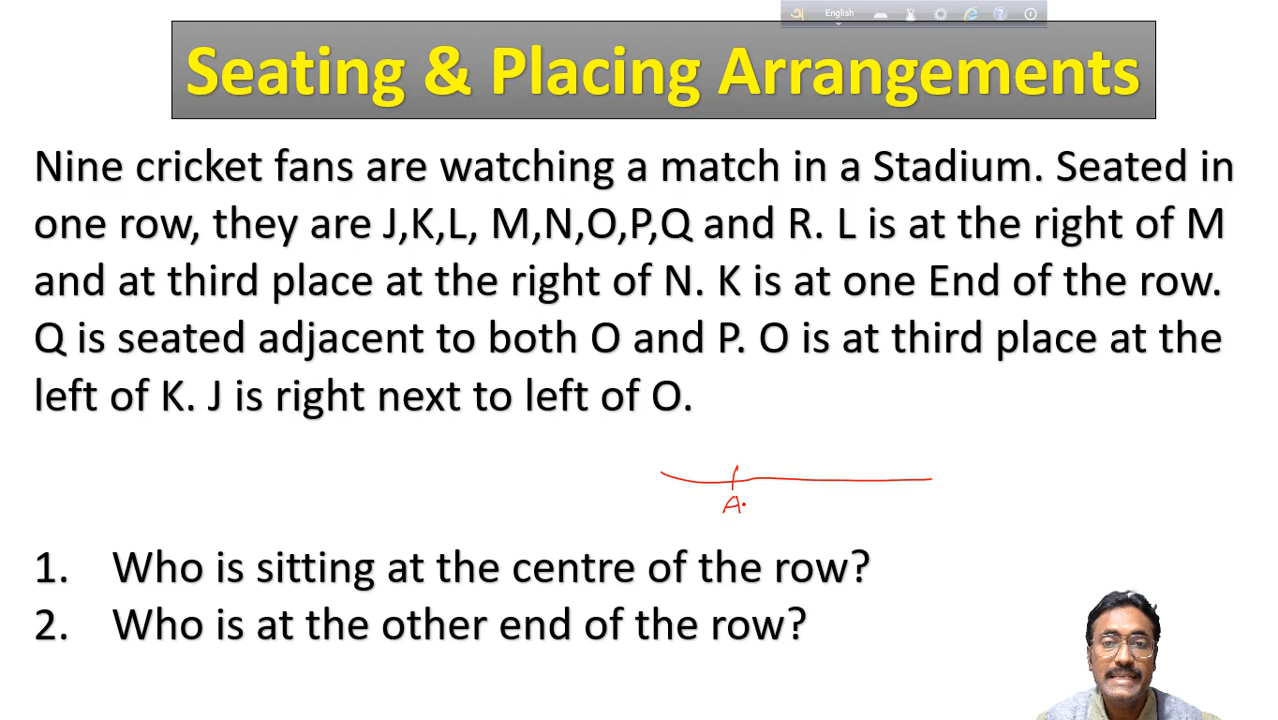 English
Seating & Placing Arrangements
Nine cricket fans are watching a match in a Stadium. Seated in
one row, they are J,K,L, M,N,O,P,Q and R. L is at the right of M
and at third place at the right of N. K is at one End of the row.
Q is seated adjacent to both O and P. O is at third place at the
left of K. J is right next to left of O.
A
1. Who is sitting at the centre of the row?
2. Who is at the other end of the row?